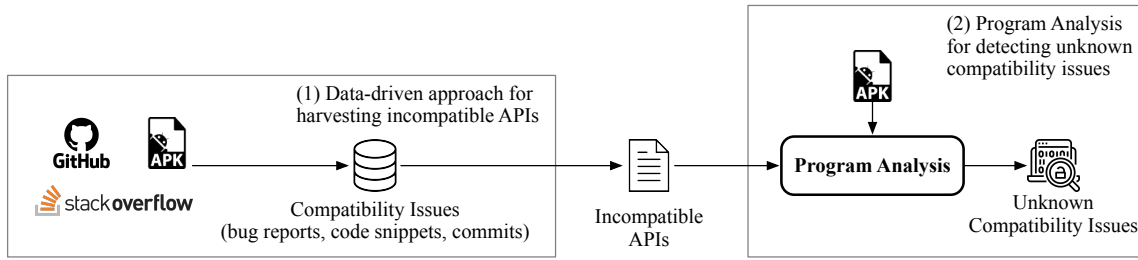 (1) Data-driven approach for
harvesting incompatible APIs
GitHub
APK
stackoverflow
Compatibility Issues
(bug reports, code snippets, commits)
Incompatible
APIs
(2) Program Analysis
for detecting unknown
compatibility issues
APK
Program Analysis
Unknown
Compatibility Issues